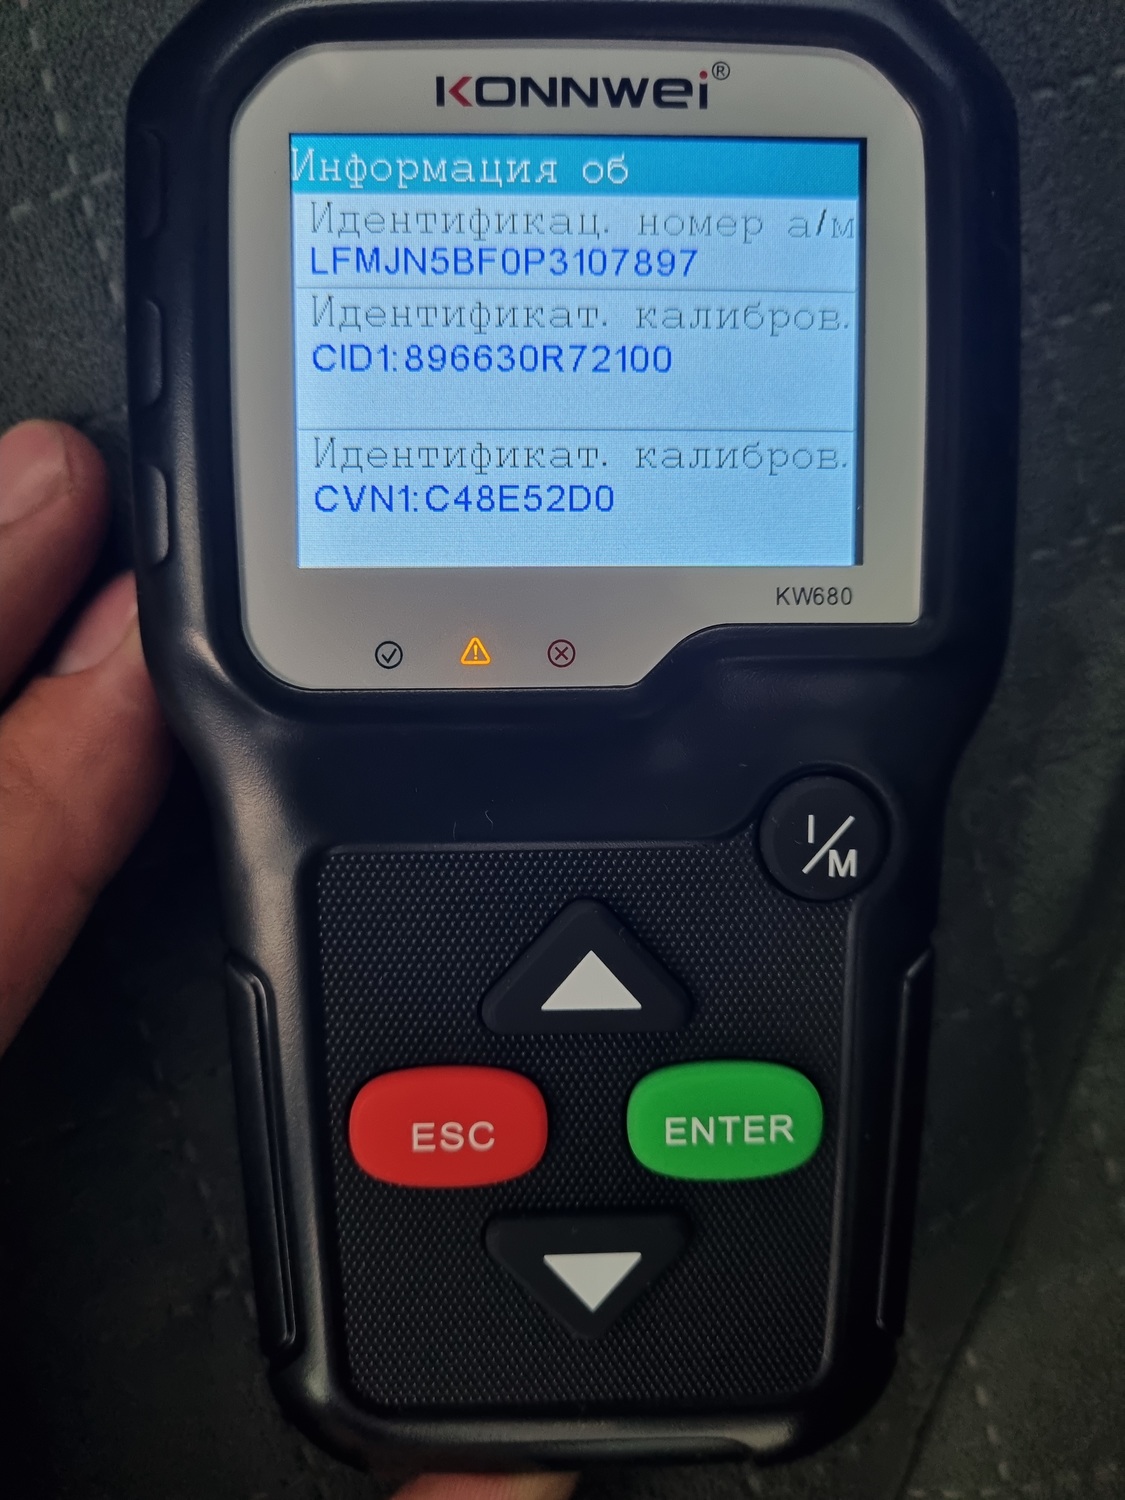 KONNWEI®
Информация об
Идентификац. номер а/м
LFMJN5BF0P3107897
Идентификат. калибров.
CID1:896630R72100
Идентификат. калибров.
CVN1:C48E52D0
KW680
I/M
ESC
ENTER